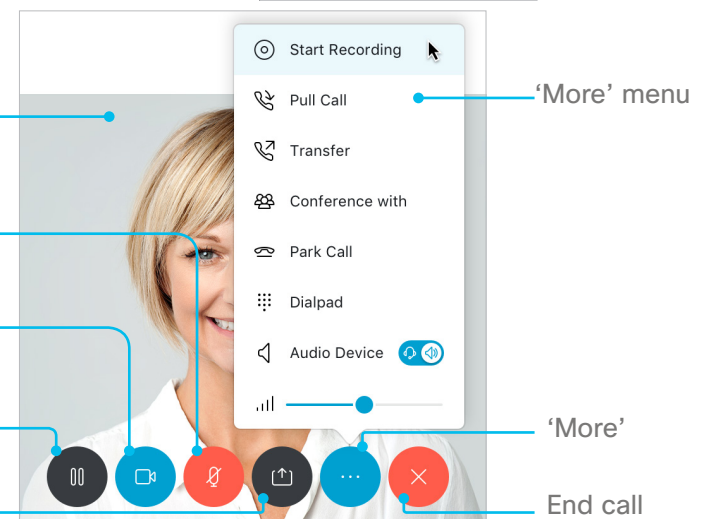 Start Recording
Pull Call
'More' menu
Transfer
Conference with
Park Call
Dialpad
Audio Device
'More'
End call